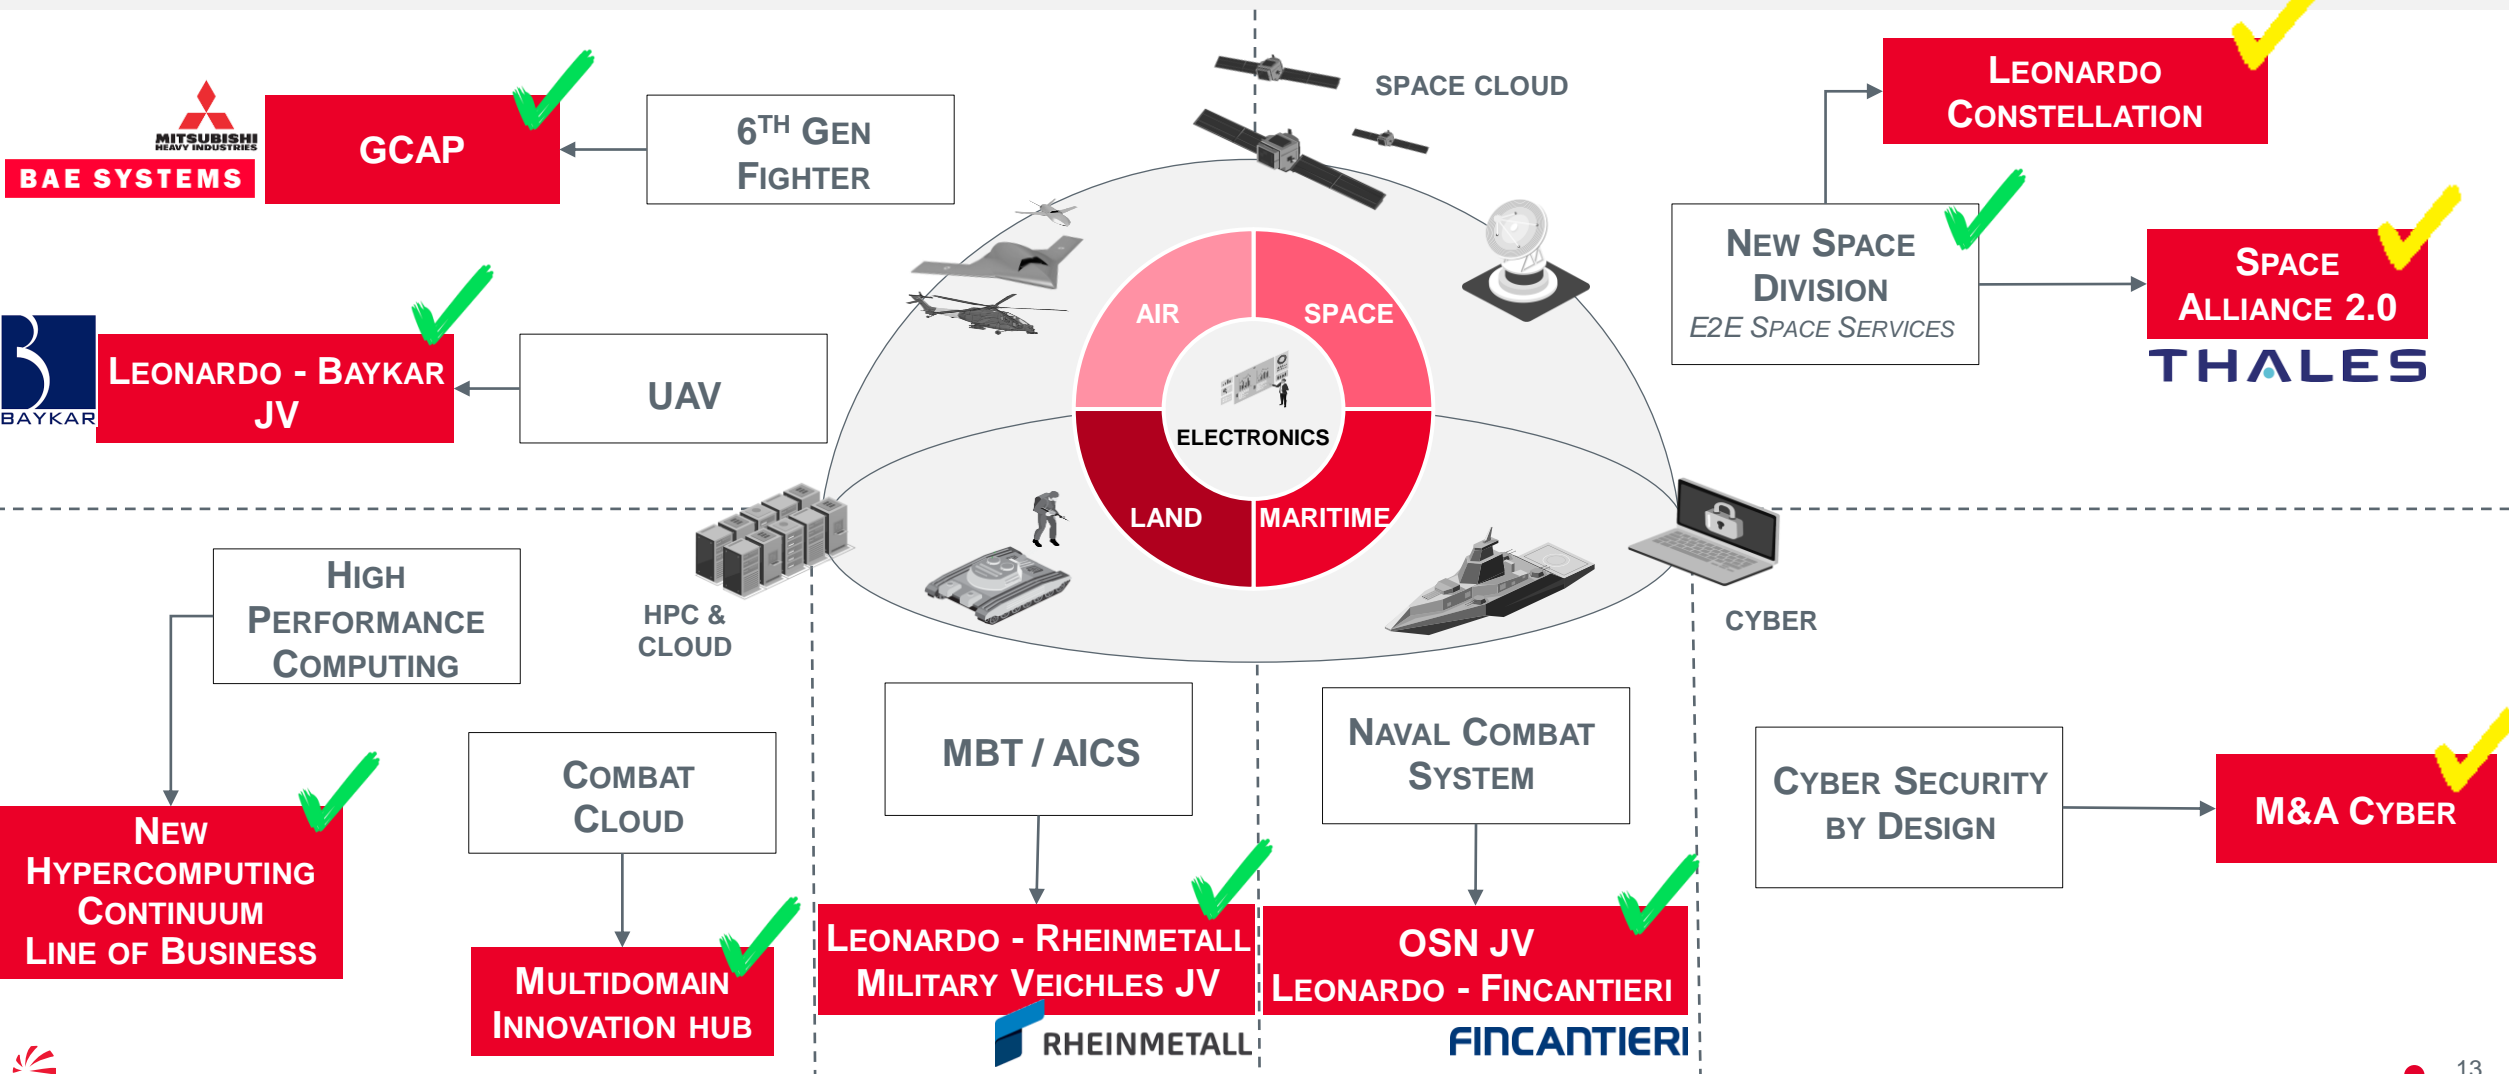 SPACE CLOUD
LEONARDO
CONSTELLATION
MITSUBISHI
HEAVY INDUSTRIES
BAE SYSTEMS
GCAP
6TH GEN
FIGHTER
NEW SPACE
DIVISION
E2E SPACE SERVICES
SPACE
ALLIANCE 2.0
THALES
AIR
SPACE
BAYKAR
LEONARDO - BAYKAR
JV
UAV
ELECTRONICS
LAND
MARITIME
HIGH
PERFORMANCE
COMPUTING
HPC &
CLOUD
CYBER
NEW
HYPERCOMPUTING
CONTINUUM
LINE OF BUSINESS
COMBAT
CLOUD
MULTIDOMAIN
INNOVATION HUB
MBT / AICS
LEONARDO - RHEINMETALL
MILITARY VEICHLES JV
RHEINMETALL
NAVAL COMBAT
SYSTEM
OSN JV
LEONARDO - FINCANTIERI
FINCANTIERI
CYBER SECURITY
BY DESIGN
M&A CYBER
13